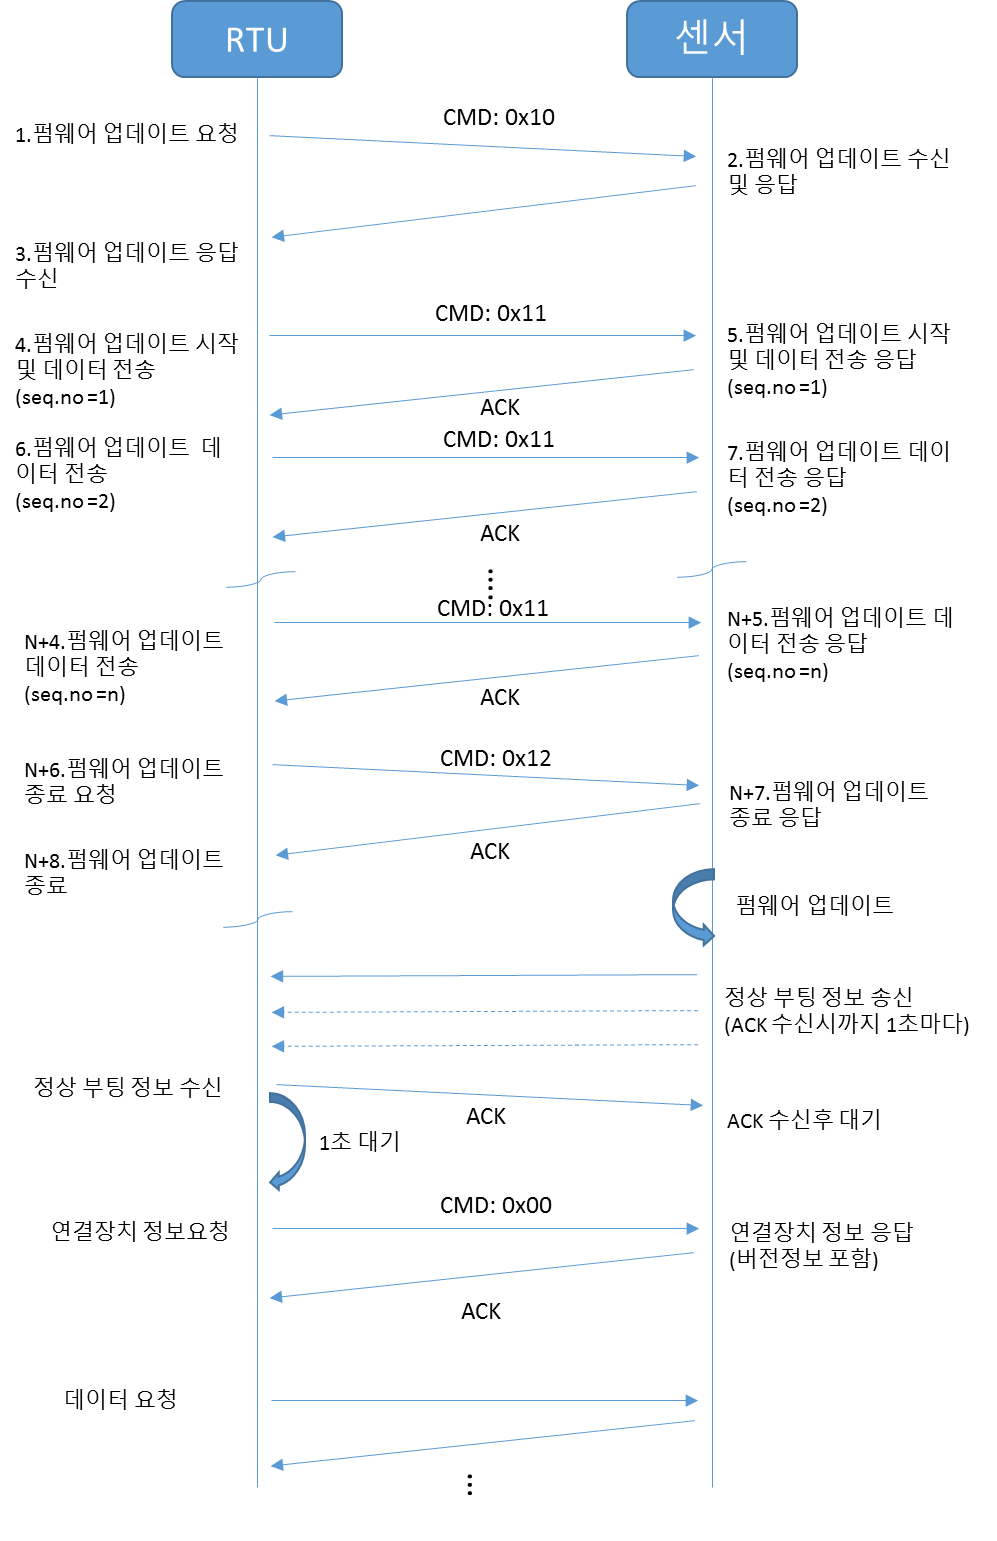 RTU
센서
CMD: 0x10
1.펌웨어 업데이트 요청
2.펌웨어 업데이트 수신
및 응답
3.펌웨어 업데이트 응답
수신
CMD: 0x11
4.펌웨어 업데이트 시작
및 데이터 전송
(seq.no =1)
5.펌웨어 업데이트 시작
및 데이터 전송 응답
(seq.no =1)
ACK
CMD: 0x11
6.펌웨어 업데이트 데
이터 전송
(seq.no =2)
7.펌웨어 업데이트 데이
터 전송 응답
(seq.no =2)
ACK
...
CMD: 0x11
N+4.펌웨어 업데이트
데이터 전송
(seq.no =n)
N+5.펌웨어 업데이트 데
이터 전송 응답
(seq.no =n)
ACK
CMD: 0x12
N+6.펌웨어 업데이트
종료 요청
N+7.펌웨어 업데이트
종료 응답
ACK
N+8.펌웨어 업데이트
종료
펌웨어 업데이트
정상 부팅 정보 송신
(ACK 수신시까지 1초마다)
정상 부팅 정보 수신
ACK
ACK 수신후 대기
1초 대기
CMD: 0x00
연결장치 정보요청
연결장치 정보 응답
(버전정보 포함)
ACK
데이터 요청
...